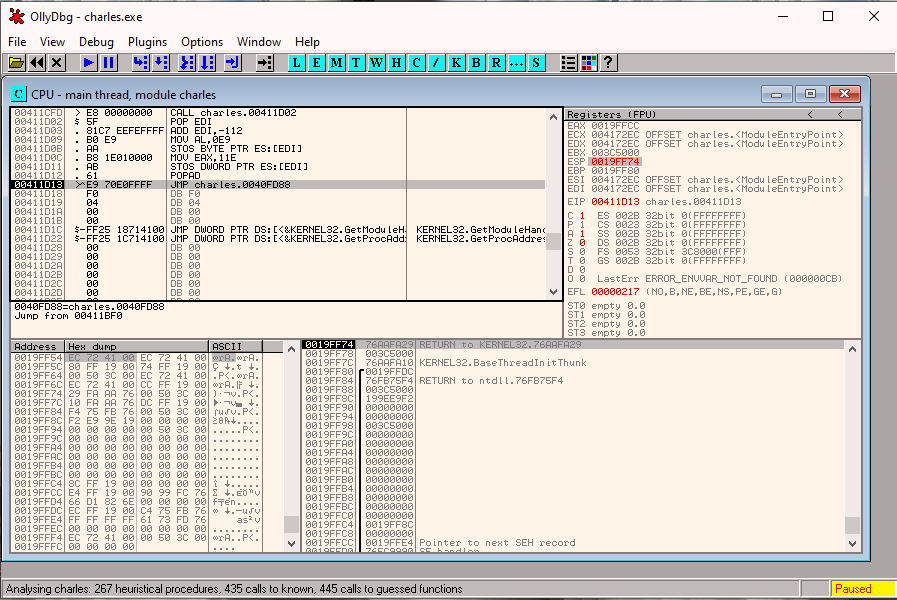 OllyDbg - charles.exe
File View Debug Plugins Options Window Help
L E M T W H C / K B R ... S ?
C CPU - main thread, module charles
00411CFD > E8 00000000 CALL charles.00411D02
00411D02 $ 5F POP EDI
00411D03 . 81C7 EEFEFFFF ADD EDI,-112
00411D09 . B0 E9 MOV AL,0E9
00411D0B . AA STOS BYTE PTR ES:[EDI]
00411D0C . B8 1E010000 MOV EAX,11E
00411D11 . AB STOS DWORD PTR ES:[EDI]
00411D12 . 61 POPAD
00411D13 >^E9 70E0FFFF JMP charles.0040FD88
00411D18 F0 DB F0
00411D19 04 DB 04
00411D1A 00 DB 00
00411D1B 00 DB 00
00411D1C $-FF25 18714100 JMP DWORD PTR DS:[<&KERNEL32.GetModuleH KERNEL32.GetModuleHand
00411D22 $-FF25 1C714100 JMP DWORD PTR DS:[<&KERNEL32.GetProcAdd KERNEL32.GetProcAddres
00411D28 00 DB 00
00411D29 00 DB 00
00411D2A 00 DB 00
00411D2B 00 DB 00
00411D2C 00 DB 00
00411D2D 00 DB 00
0040FD88=charles.0040FD88
Jump from 00411BF0
Registers (FPU) < <
EAX 0019FFCC
ECX 004172EC OFFSET charles.<ModuleEntryPoint>
EDX 004172EC OFFSET charles.<ModuleEntryPoint>
EBX 003C5000
ESP 0019FF74
EBP 0019FF80
ESI 004172EC OFFSET charles.<ModuleEntryPoint>
EDI 004172EC OFFSET charles.<ModuleEntryPoint>
EIP 00411D13 charles.00411D13
C 1 ES 002B 32bit 0(FFFFFFFF)
P 1 CS 0023 32bit 0(FFFFFFFF)
A 1 SS 002B 32bit 0(FFFFFFFF)
Z 0 DS 002B 32bit 0(FFFFFFFF)
S 0 FS 0053 32bit 3C8000(FFF)
T 0 GS 002B 32bit 0(FFFFFFFF)
D 0
O 0 LastErr ERROR_ENVVAR_NOT_FOUND (000000CB)
EFL 00000217 (NO,B,NE,BE,NS,PE,GE,G)
ST0 empty 0.0
ST1 empty 0.0
ST2 empty 0.0
ST3 empty 0.0
Address Hex dump ASCII
0019FF54 EC 72 41 00 EC 72 41 00 ∞rA.∞rA.
0019FF5C 80 FF 19 00 74 FF 19 00
0019FF64 00 50 3C 00 EC 72 41 00 .P<.∞rA.
0019FF6C EC 72 41 00 CC FF 19 00
0019FF74 29 FA AA 76 00 50 3C 00
0019FF7C 10 FA AA 76 DC FF 19 00
0019FF84 F4 75 FB 76 00 50 3C 00
0019FF8C F2 E9 9E 19 00 00 00 00
0019FF94 00 00 00 00 00 50 3C 00 .....P<.
0019FF9C 00 00 00 00 00 00 00 00 ........
0019FFA4 00 00 00 00 00 00 00 00 ........
0019FFAC 00 00 00 00 00 00 00 00 ........
0019FFB4 00 00 00 00 00 00 00 00 ........
0019FFBC 00 00 00 00 00 00 00 00 ........
0019FFC4 8C FF 19 00 00 00 00 00
0019FFCC E4 FF 19 00 90 99 FC 76
0019FFD4 66 D1 82 6E 00 00 00 00
0019FFDC EC FF 19 00 C4 75 FB 76
0019FFE4 FF FF FF FF 61 73 FD 76
0019FFEC 00 00 00 00 00 00 00 00 ........
0019FFF4 EC 72 41 00 00 50 3C 00 ∞rA..P<.
0019FFFC 00 00 00 00 ....
0019FF74 76AAFA29 RETURN to KERNEL32.76AAFA29
0019FF78 003C5000
0019FF7C 76AAFA10 KERNEL32.BaseThreadInitThunk
0019FF80 0019FFDC
0019FF84 76FB75F4 RETURN to ntdll.76FB75F4
0019FF88 003C5000
0019FF8C 199EE9F2
0019FF90 00000000
0019FF94 00000000
0019FF98 003C5000
0019FF9C 00000000
0019FFA0 00000000
0019FFA4 00000000
0019FFA8 00000000
0019FFAC 00000000
0019FFB0 00000000
0019FFB4 00000000
0019FFB8 00000000
0019FFBC 00000000
0019FFC0 00000000
0019FFC4 0019FF8C
0019FFC8 00000000
0019FFCC 0019FFE4 Pointer to next SEH record
0019FFD0 76FC9990 SE handler
Analysing charles: 267 heuristical procedures, 435 calls to known, 445 calls to guessed functions
Paused